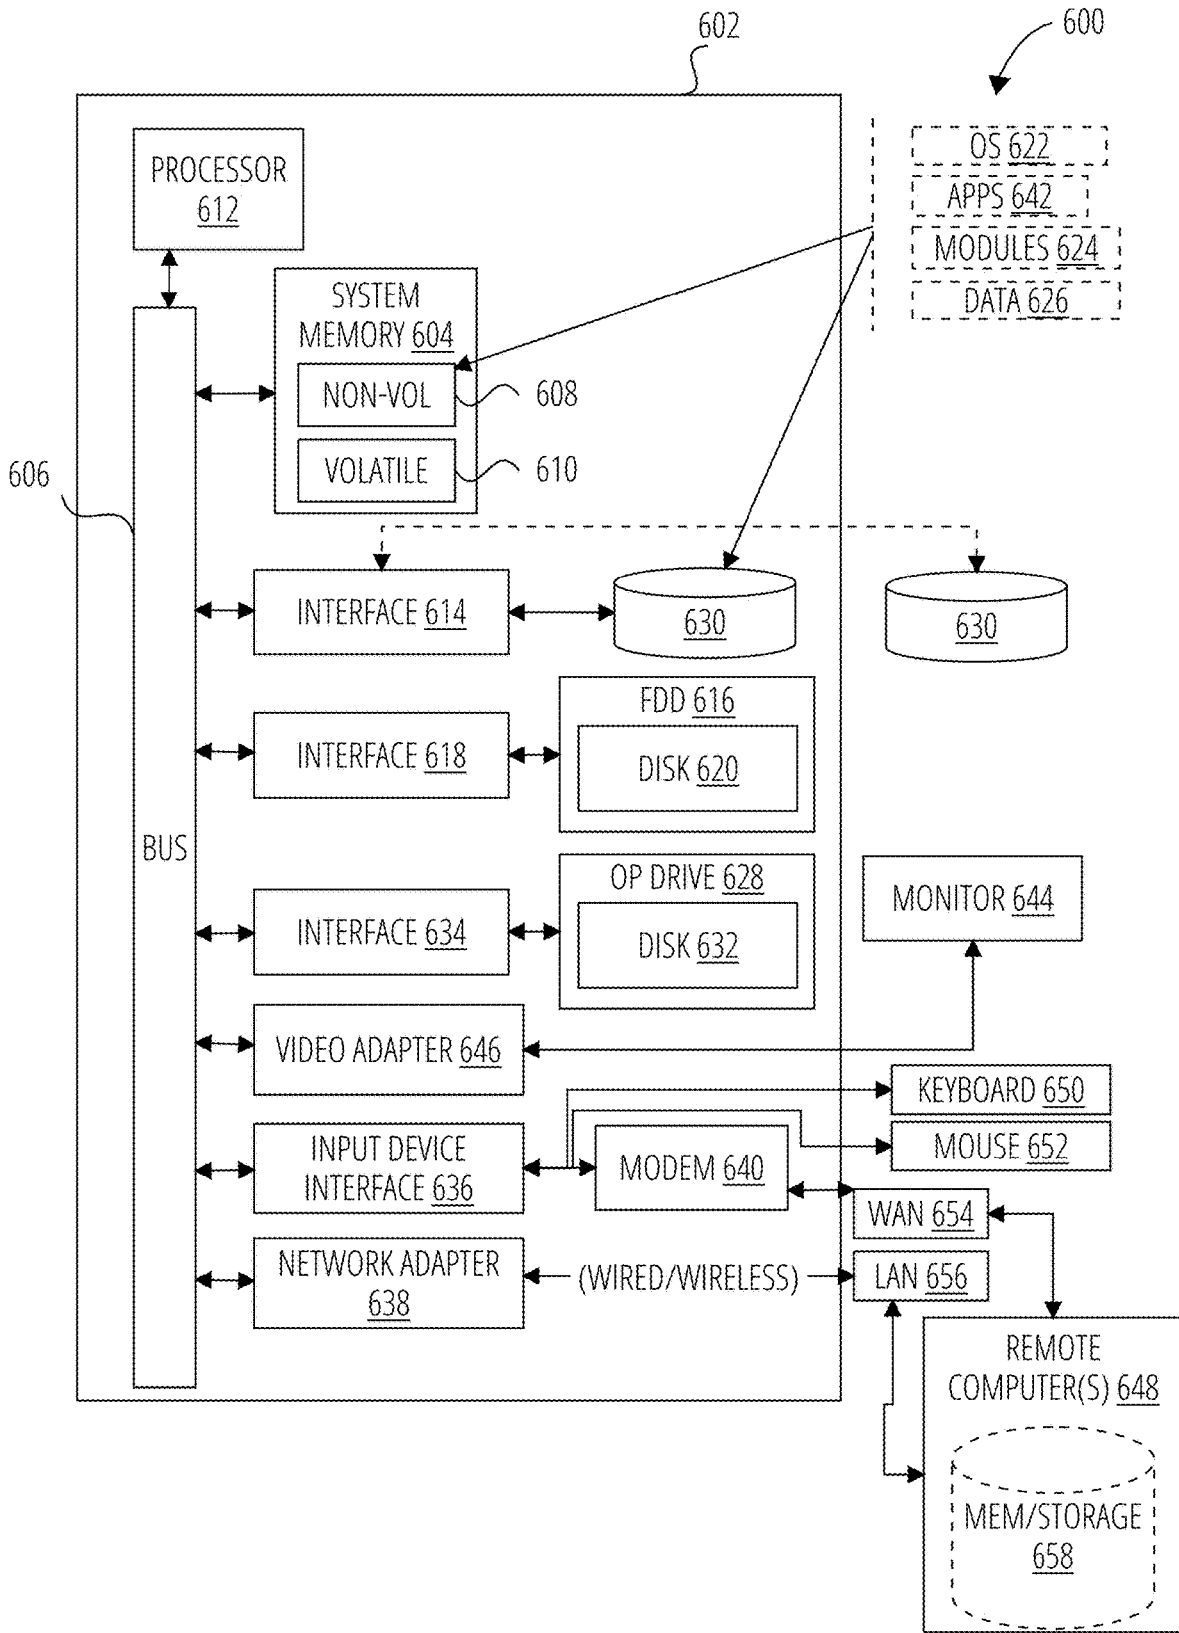 602
600
PROCESSOR
612
OS 622
APPS 642
MODULES 624
DATA 626
SYSTEM
MEMORY 604
NON-VOL
608
VOLATILE
610
606
INTERFACE 614
630
630
INTERFACE 618
FDD 616
DISK 620
BUS
INTERFACE 634
OP DRIVE 628
DISK 632
MONITOR 644
VIDEO ADAPTER 646
KEYBOARD 650
MOUSE 652
INPUT DEVICE
INTERFACE 636
MODEM 640
WAN 654
NETWORK ADAPTER
638
(WIRED/WIRELESS)
LAN 656
REMOTE
COMPUTER(S) 648
MEM/STORAGE
658